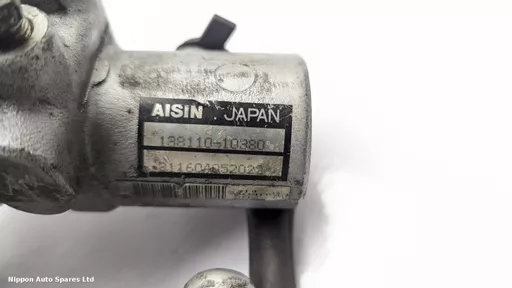 AISIN JAPAN
138110-10380
Nippon Auto Spares Ltd